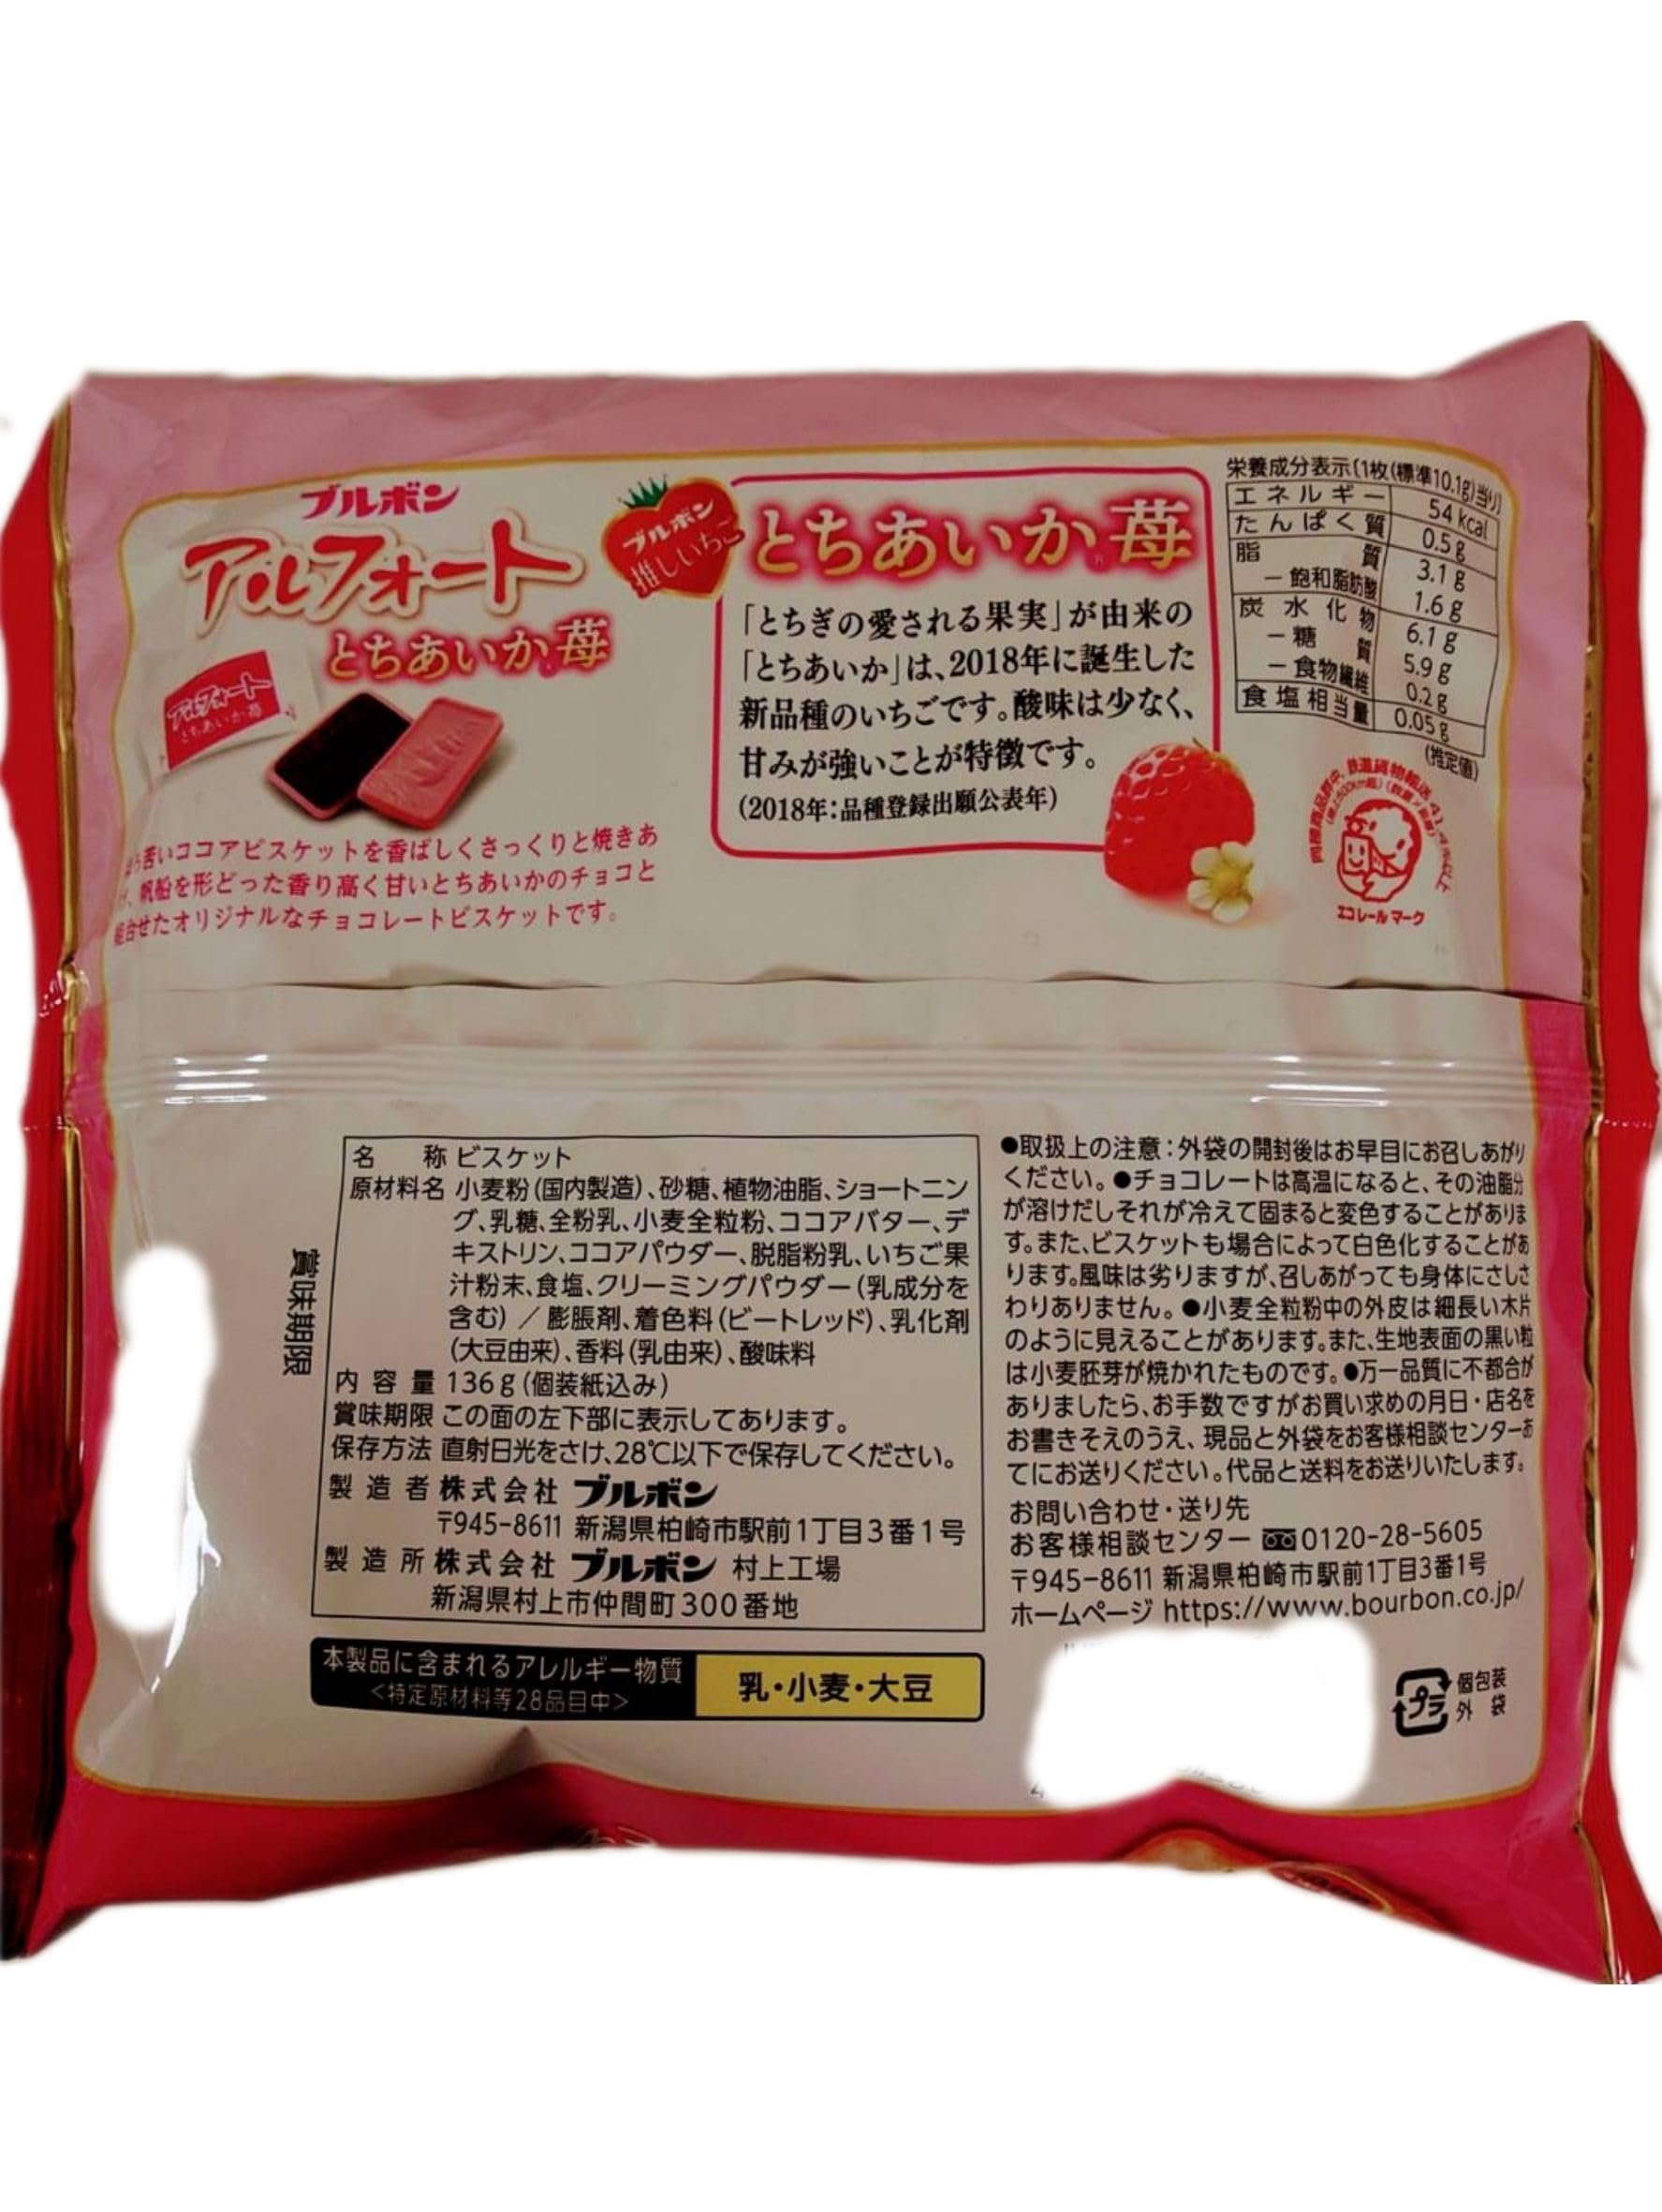 ブルボン
アルフォート
とちあいか苺
アルフォート
とちあいか苺
苦いココアビスケットを香ばしくさっくりと焼きあ
、帆船を形どった香り高く甘いとちあいかのチョコと
合せたオリジナルなチョコレートビスケットです。
ブルボン
推しいちご
とちあいか®苺
「とちぎの愛される果実」が由来の
「とちあいか」は、2018年に誕生した
新品種のいちごです。酸味は少なく、
甘みが強いことが特徴です。
(2018年:品種登録出願公表年)
栄養成分表示(1枚(標準10.1g)当り)
エネルギー 54 kcal
たんぱく質 0.5 g
脂質 3.1 g
－飽和脂肪酸 1.6 g
炭水化物 6.1 g
－糖質 5.9 g
－食物繊維 0.2 g
食塩相当量 0.05 g
(推定値)
エコレールマーク
賞味期限
名称 ビスケット
原材料名 小麦粉(国内製造)、砂糖、植物油脂、ショートニン
グ、乳糖、全粉乳、小麦全粒粉、ココアバター、デ
キストリン、ココアパウダー、脱脂粉乳、いちご果
汁粉末、食塩、クリーミングパウダー(乳成分を
含む) / 膨脹剤、着色料(ビートレッド)、乳化剤
(大豆由来)、香料(乳由来)、酸味料
内容量 136g(個装紙込み)
賞味期限 この面の左下部に表示してあります。
保存方法 直射日光をさけ、28℃以下で保存してください。
製造者 株式会社 ブルボン
〒945-8611 新潟県柏崎市駅前1丁目3番1号
製造所 株式会社 ブルボン 村上工場
新潟県村上市仲間町300番地
本製品に含まれるアレルギー物質
<特定原材料等28品目中>
乳・小麦・大豆
●取扱上の注意:外袋の開封後はお早目にお召しあがり
ください。●チョコレートは高温になると、その油脂分
が溶けだしそれが冷えて固まると変色することがありま
す。また、ビスケットも場合によって白色化することがあ
ります。風味は劣りますが、召しあがっても身体にさしさ
わりありません。●小麦全粒粉中の外皮は細長い木片
のように見えることがあります。また、生地表面の黒い粒
は小麦胚芽が焼かれたものです。●万一品質に不都合が
ありましたら、お手数ですがお買い求めの月日・店名を
お書きそえのうえ、現品と外袋をお客様相談センターあ
てにお送りください。代品と送料をお送りいたします。
お問い合わせ・送り先
お客様相談センター 0120-28-5605
〒945-8611 新潟県柏崎市駅前1丁目3番1号
ホームページ https://www.bourbon.co.jp/
プラ
個包装
外袋